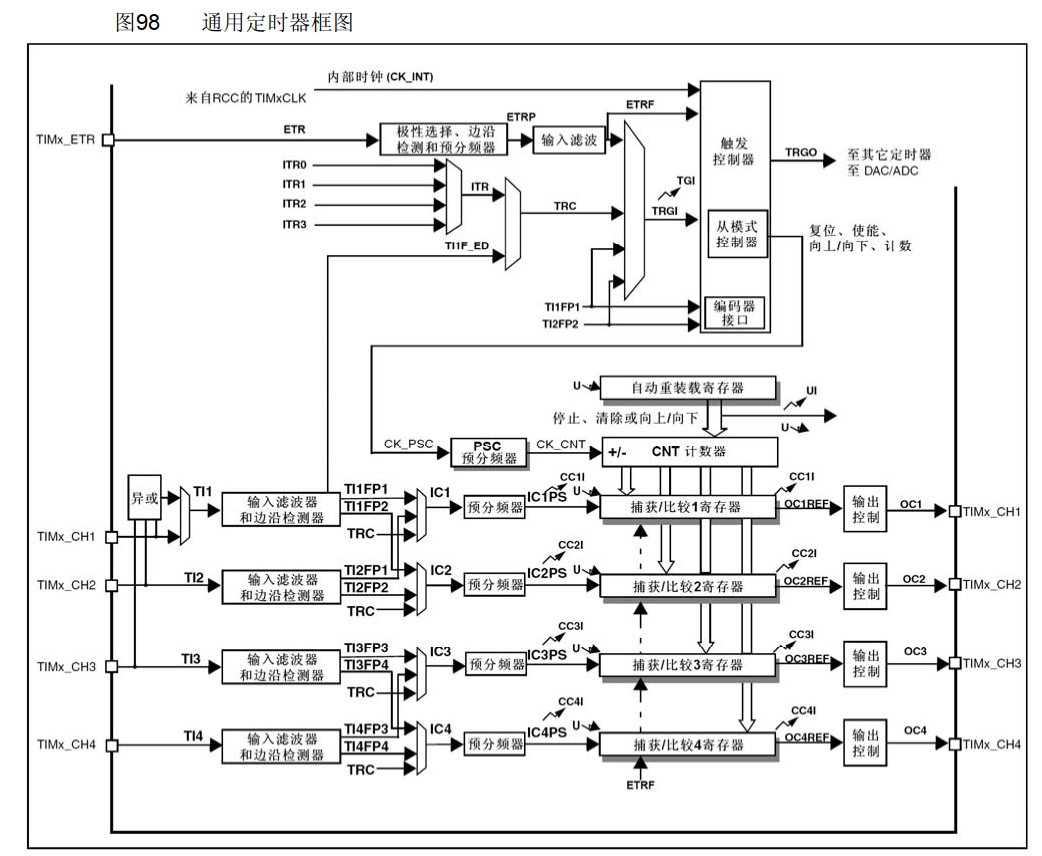 图98 通用定时器框图
内部时钟(CK_INT)
来自RCC的TIMxCLK
ETRF
ETRP
TIMx_ETR
ETR
极性选择、边沿
检测和预分频器
输入滤波
触发
控制器
TRGO
至其它定时器
至 DAC/ADC
ITR0
ITR1
ITR2
ITR3
ITR
TRC
TGI
TRGI
TI1F_ED
从模式
控制器
复位、使能、
向上/向下、计数
TI1FP1
TI2FP2
编码器
接口
U
自动重装载寄存器
UI
停止、清除或向上/向下
U
CK_PSC
PSC
预分频器
CK_CNT
+/-
CNT 计数器
异或
TI1
输入滤波器
和边沿检测器
TI1FP1
TI1FP2
TRC
IC1
预分频器
IC1PS
CC1I
U
捕获/比较1寄存器
CC1I
OC1REF
输出
控制
OC1
TIMx_CH1
TIMx_CH1
TIMx_CH2
TI2
输入滤波器
和边沿检测器
TI2FP1
TI2FP2
TRC
IC2
预分频器
IC2PS
CC2I
U
捕获/比较2寄存器
CC2I
OC2REF
输出
控制
OC2
TIMx_CH2
TIMx_CH3
TI3
输入滤波器
和边沿检测器
TI3FP3
TI3FP4
TRC
IC3
预分频器
IC3PS
CC3I
U
捕获/比较3寄存器
CC3I
OC3REF
输出
控制
OC3
TIMx_CH3
TIMx_CH4
TI4
输入滤波器
和边沿检测器
TI4FP3
TI4FP4
TRC
IC4
预分频器
IC4PS
CC4I
U
捕获/比较4寄存器
CC4I
OC4REF
输出
控制
OC4
TIMx_CH4
ETRF